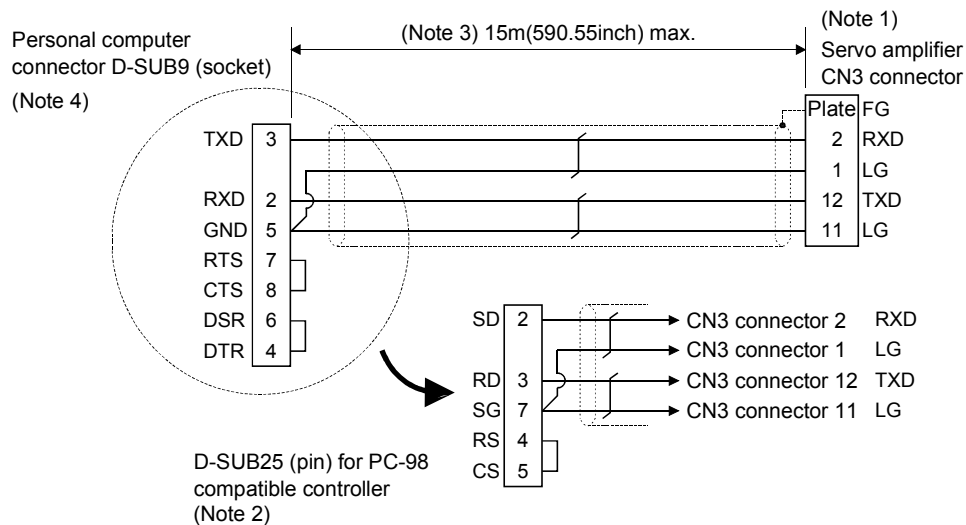 (Note 3) 15m(590.55inch) max.
(Note 1)
Servo amplifier
CN3 connector
Personal computer
connector D-SUB9 (socket)
(Note 4)
Plate FG
TXD 3 2 RXD
1 LG
RXD 2 12 TXD
GND 5 11 LG
RTS 7
CTS 8
DSR 6
DTR 4
SD 2 CN3 connector 2 RXD
CN3 connector 1 LG
RD 3 CN3 connector 12 TXD
SG 7 CN3 connector 11 LG
RS 4
CS 5
D-SUB25 (pin) for PC-98
compatible controller
(Note 2)